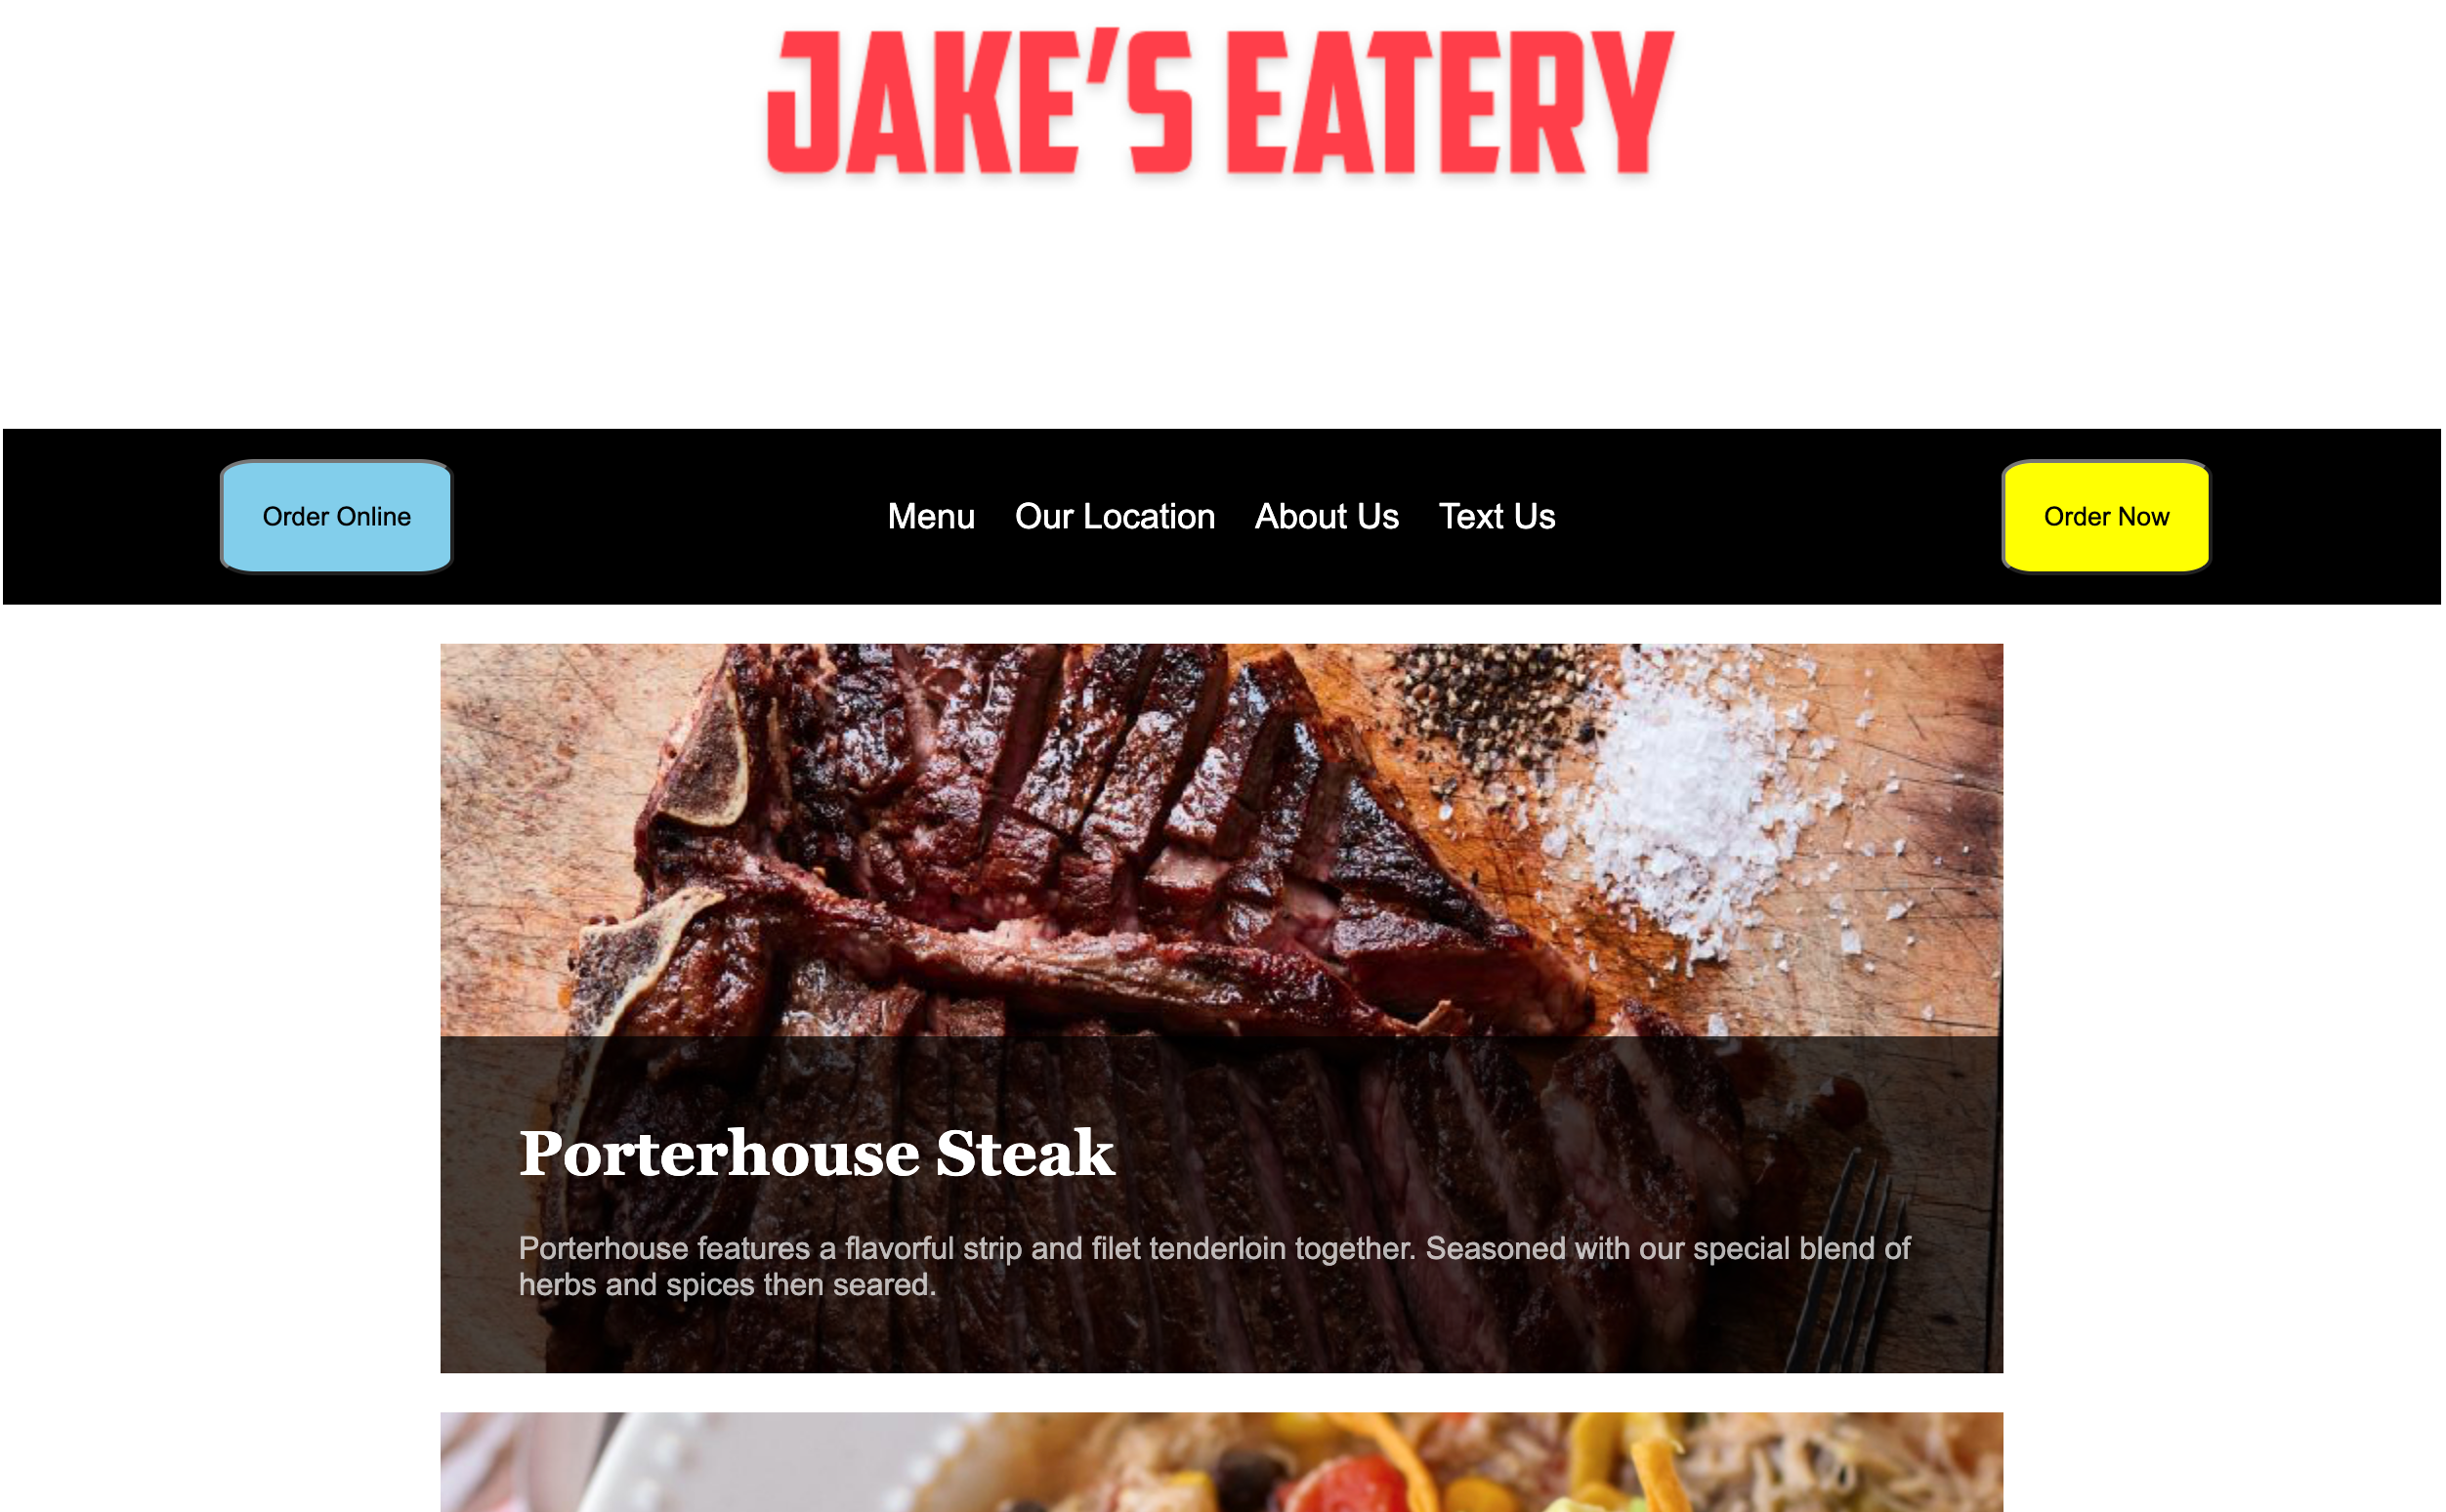 JAKE'S EATERY
Order Online
Menu
Our Location
About Us
Text Us
Order Now
Porterhouse Steak
Porterhouse features a flavorful strip and filet tenderloin together. Seasoned with our special blend of
herbs and spices then seared.